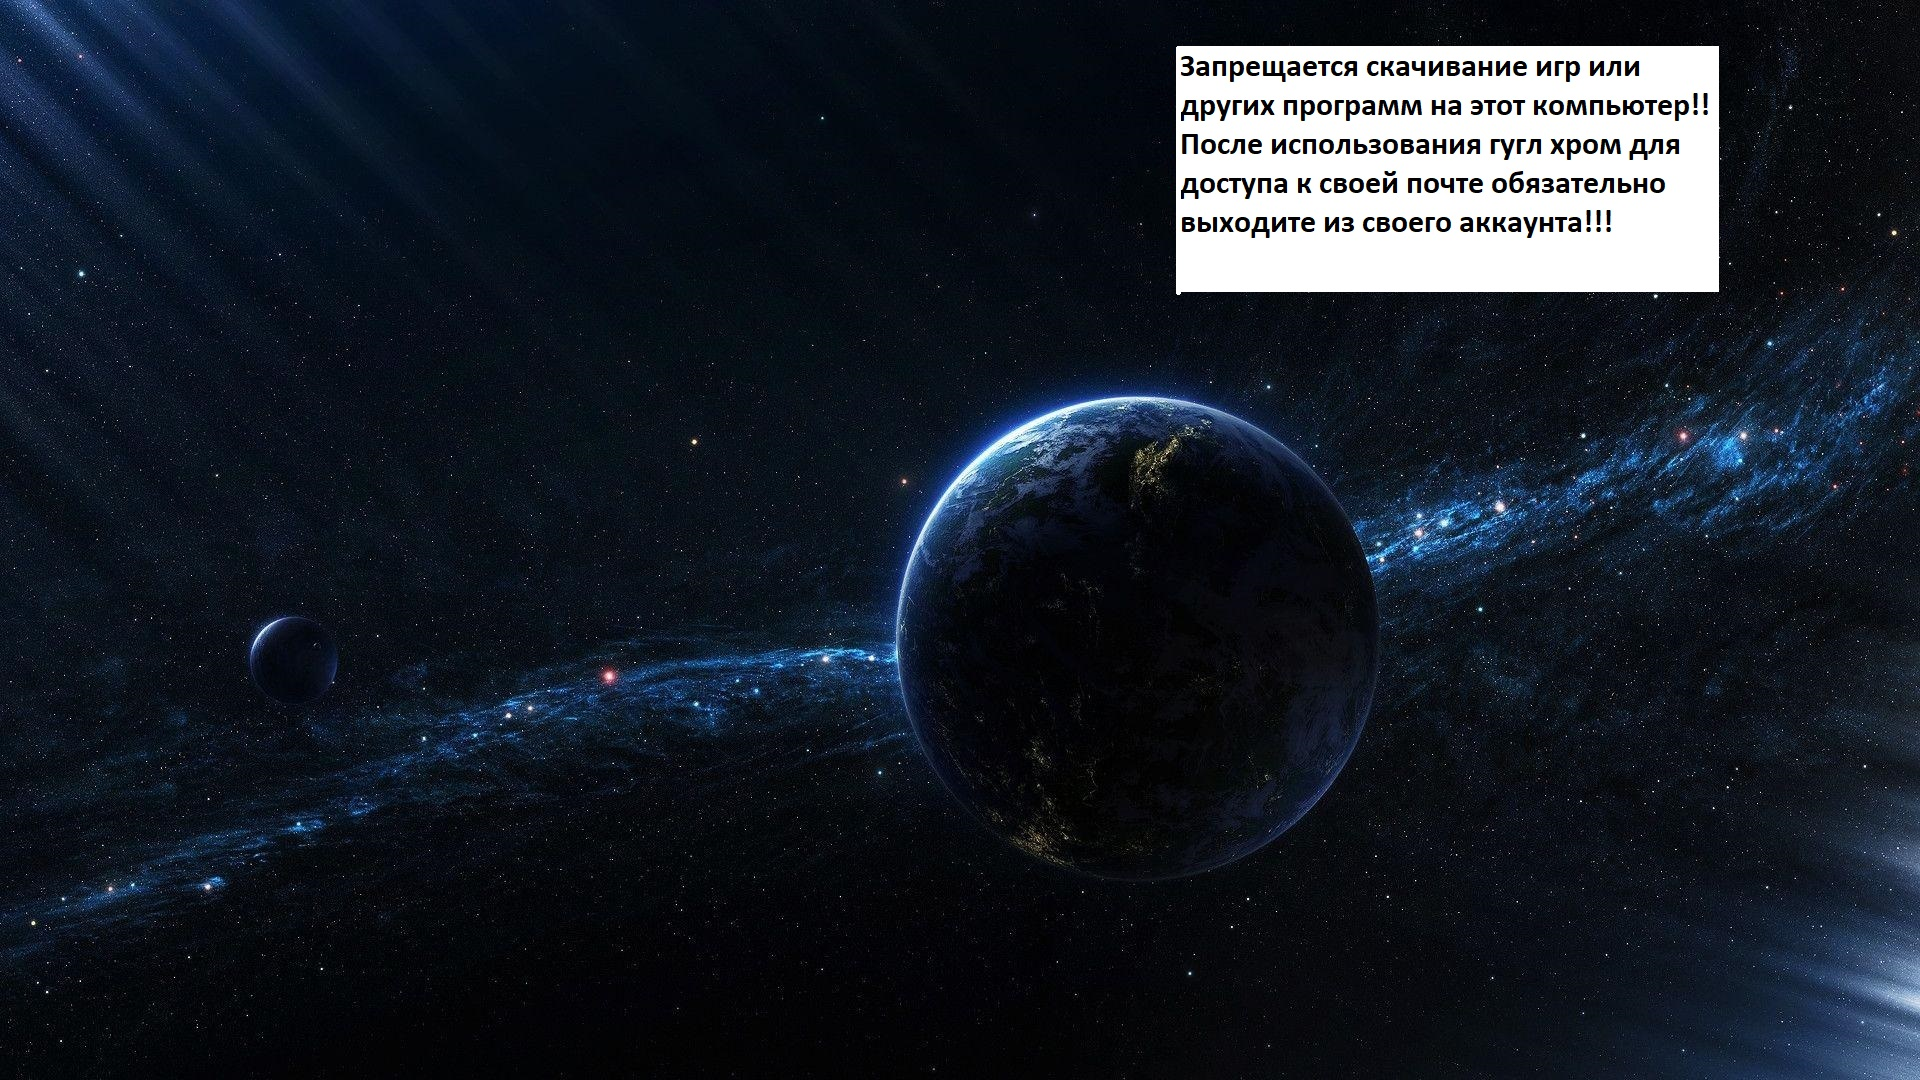 Запрещается скачивание игр или
других программ на этот компьютер!!
После использования гугл хром для
доступа к своей почте обязательно
выходите из своего аккаунта!!!